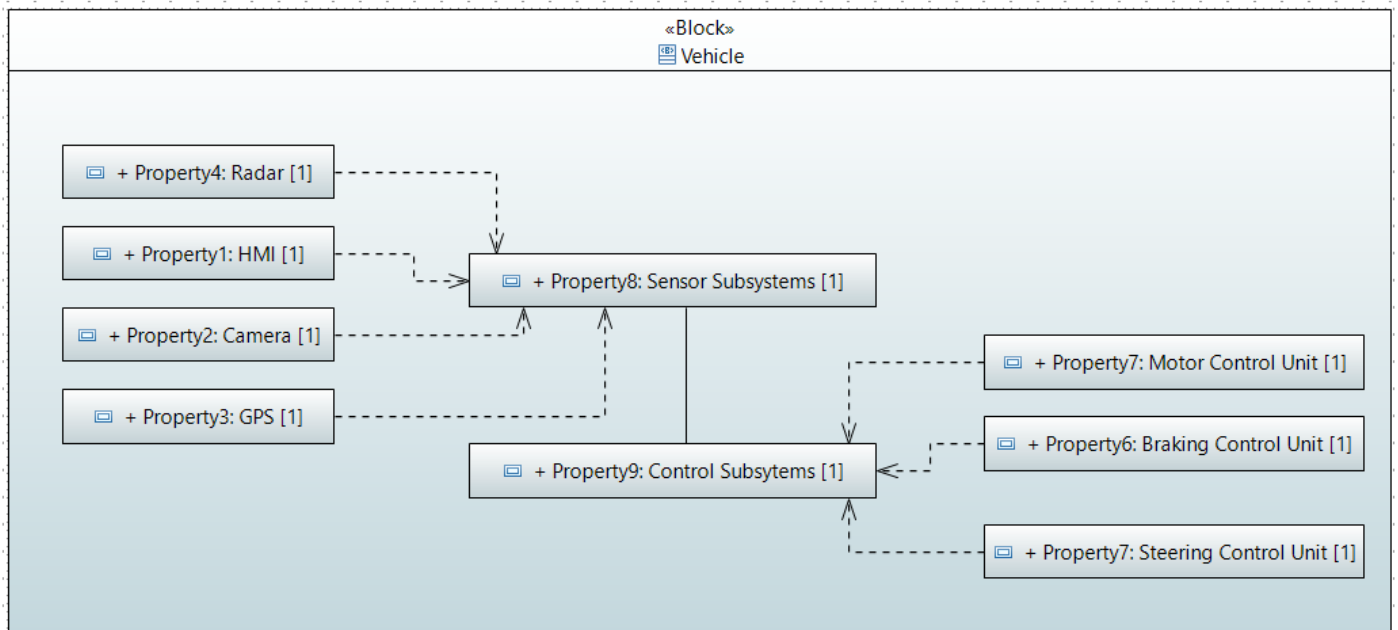 «Block»
Vehicle
+ Property4: Radar [1]
+ Property1: HMI [1]
+ Property8: Sensor Subsystems [1]
+ Property2: Camera [1]
+ Property7: Motor Control Unit [1]
+ Property3: GPS [1]
+ Property6: Braking Control Unit [1]
+ Property9: Control Subsytems [1]
+ Property7: Steering Control Unit [1]